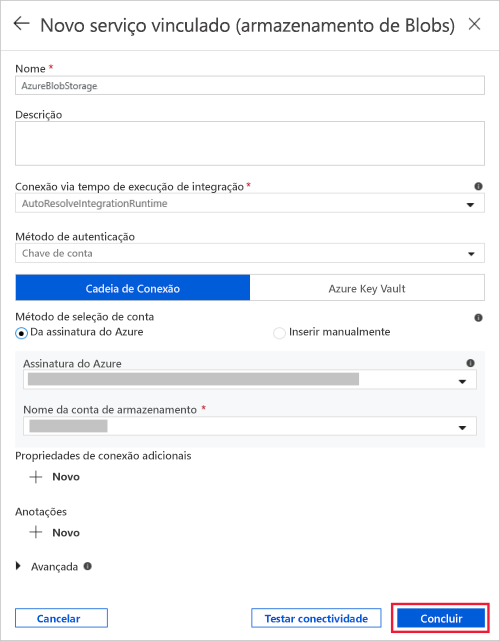 Novo serviço vinculado (armazenamento de Blobs)
Nome *
AzureBlobStorage
Descrição
Conexão via tempo de execução de integração *
AutoResolveIntegrationRuntime
Método de autenticação
Chave de conta
Cadeia de Conexão Azure Key Vault
Método de seleção de conta
Da assinatura do Azure Inserir manualmente
Assinatura do Azure
Nome da conta de armazenamento *
Propriedades de conexão adicionais
Novo
Anotações
Novo
Avançada
Cancelar Testar conectividade Concluir